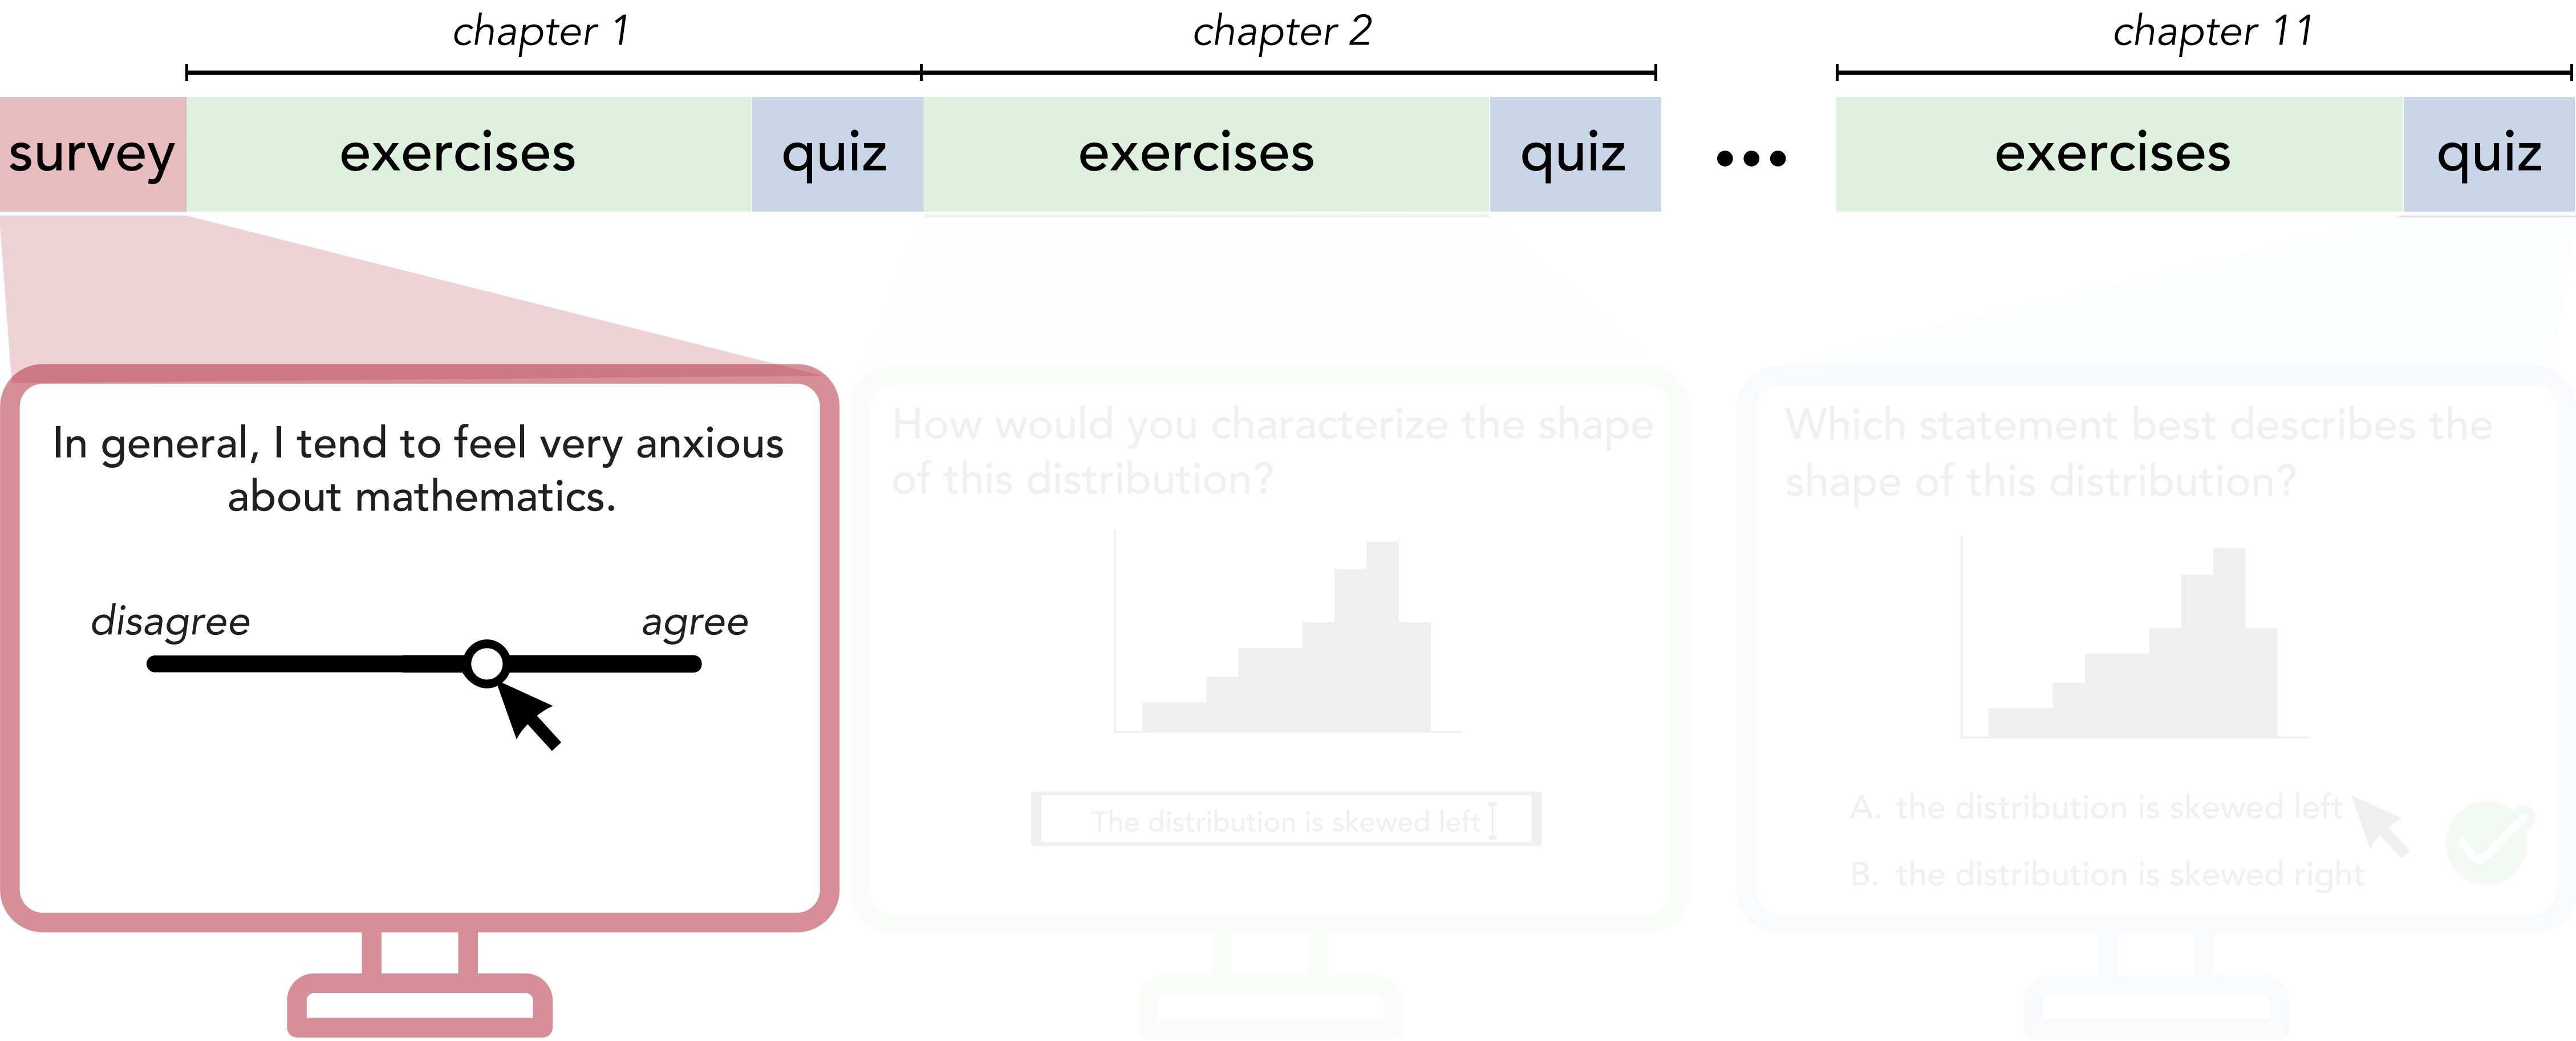 chapter 1
chapter 2
chapter 11
survey
exercises
quiz
exercises
quiz
•••
exercises
quiz
In general, I tend to feel very anxious
about mathematics.
disagree
agree
How would you characterize the shape
of this distribution?
The distribution is skewed left
Which statement best describes the
shape of this distribution?
A. the distribution is skewed left
B. the distribution is skewed right